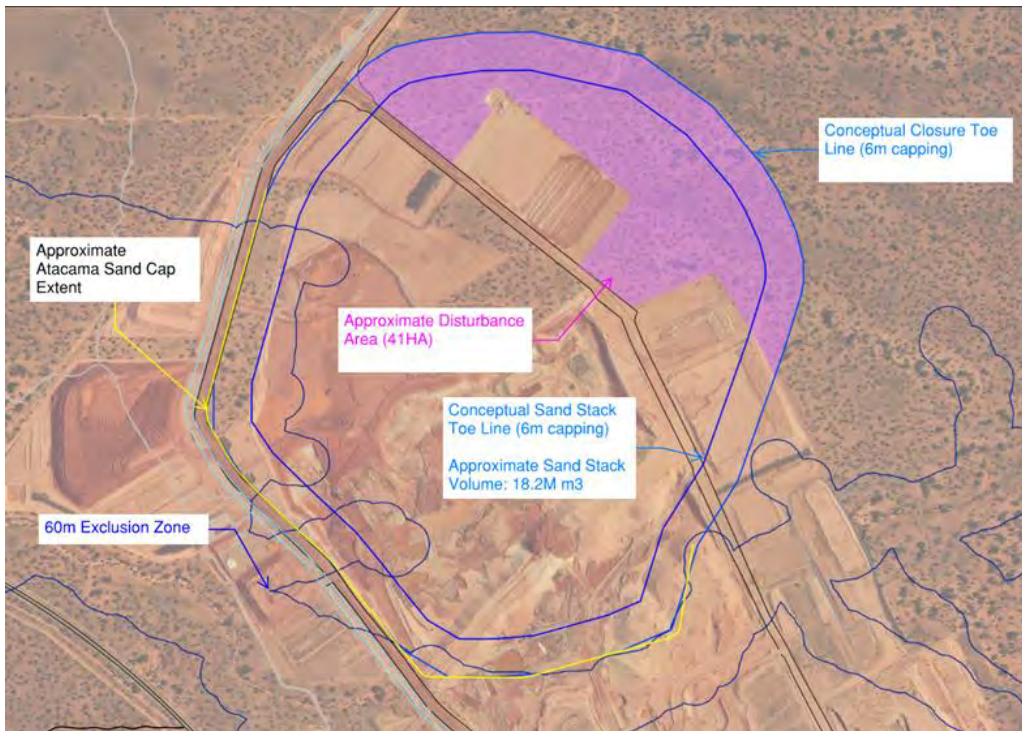 Conceptual Closure Toe
Line (6m capping)
Approximate
Atacama Sand Cap
Extent
Approximate Disturbance
Area (41HA)
Conceptual Sand Stack
Toe Line (6m capping)
Approximate Sand Stack
Volume: 18.2M m3
60m Exclusion Zone